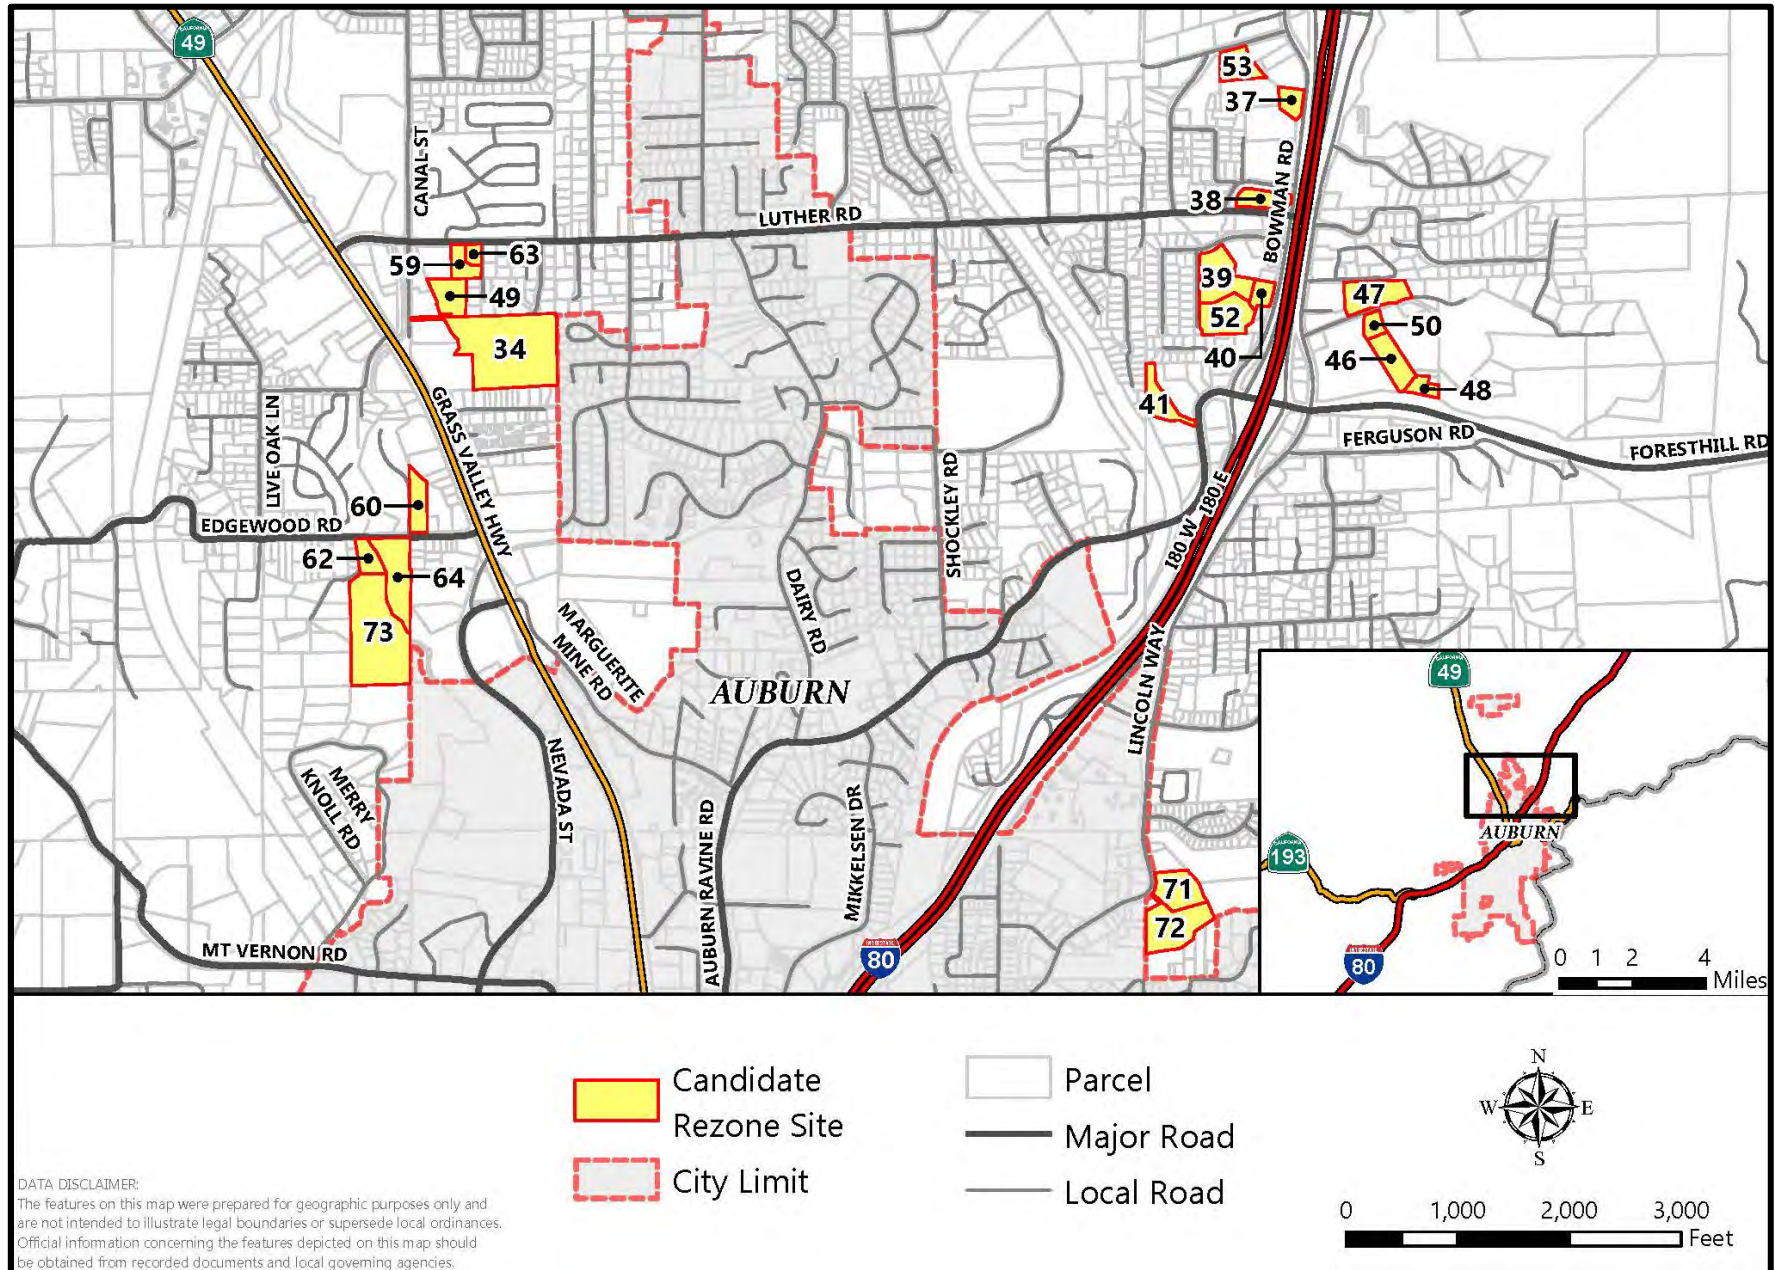 CALIFORNIA
49
53
37
CANAL ST
BOWMAN RD
38
LUTHER RD
63
59
39
49
47
52
50
34
40
46
48
41
LIVE OAK LN
GRASS VALLEY HWY
FERGUSON RD
FORESTHILL RD
SHOCKLEY RD
60
EDGEWOOD RD
I80 W
I80 E
62
64
DAIRY RD
MARGUERITE
MINE RD
73
LINCOLN WAY
AUBURN
NEVADA ST
MERRY
KNOLL RD
AUBURN RAVINE RD
MIKKELSEN DR
71
72
MT VERNON RD
INTERSTATE
80
CALIFORNIA
49
AUBURN
CALIFORNIA
193
INTERSTATE
80
0 1 2 4
Miles
Candidate
Rezone Site
City Limit
Parcel
Major Road
Local Road
N
W E
S
0 1,000 2,000 3,000
Feet
DATA DISCLAIMER:
The features on this map were prepared for geographic purposes only and
are not intended to illustrate legal boundaries or supersede local ordinances.
Official information concerning the features depicted on this map should
be obtained from recorded documents and local governing agencies.